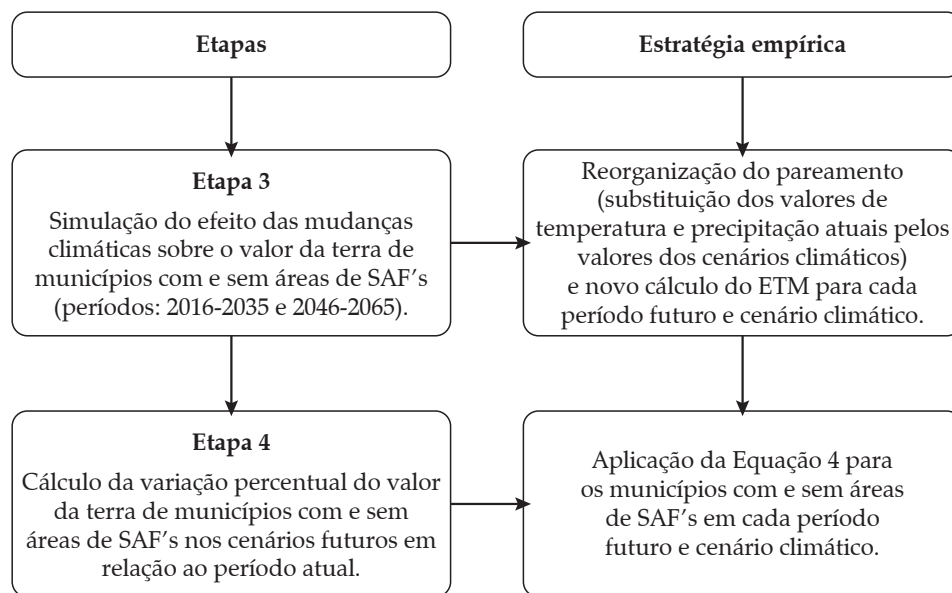 Etapas
Estratégia empírica
Etapa 3
Simulação do efeito das mudanças
climáticas sobre o valor da terra de
municípios com e sem áreas de SAF’s
(períodos: 2016-2035 e 2046-2065).
Reorganização do pareamento
(substituição dos valores de
temperatura e precipitação atuais pelos
valores dos cenários climáticos)
e novo cálculo do ETM para cada
período futuro e cenário climático.
Etapa 4
Cálculo da variação percentual do valor
da terra de municípios com e sem
áreas de SAF’s nos cenários futuros em
relação ao período atual.
Aplicação da Equação 4 para
os municípios com e sem áreas
de SAF’s em cada período
futuro e cenário climático.